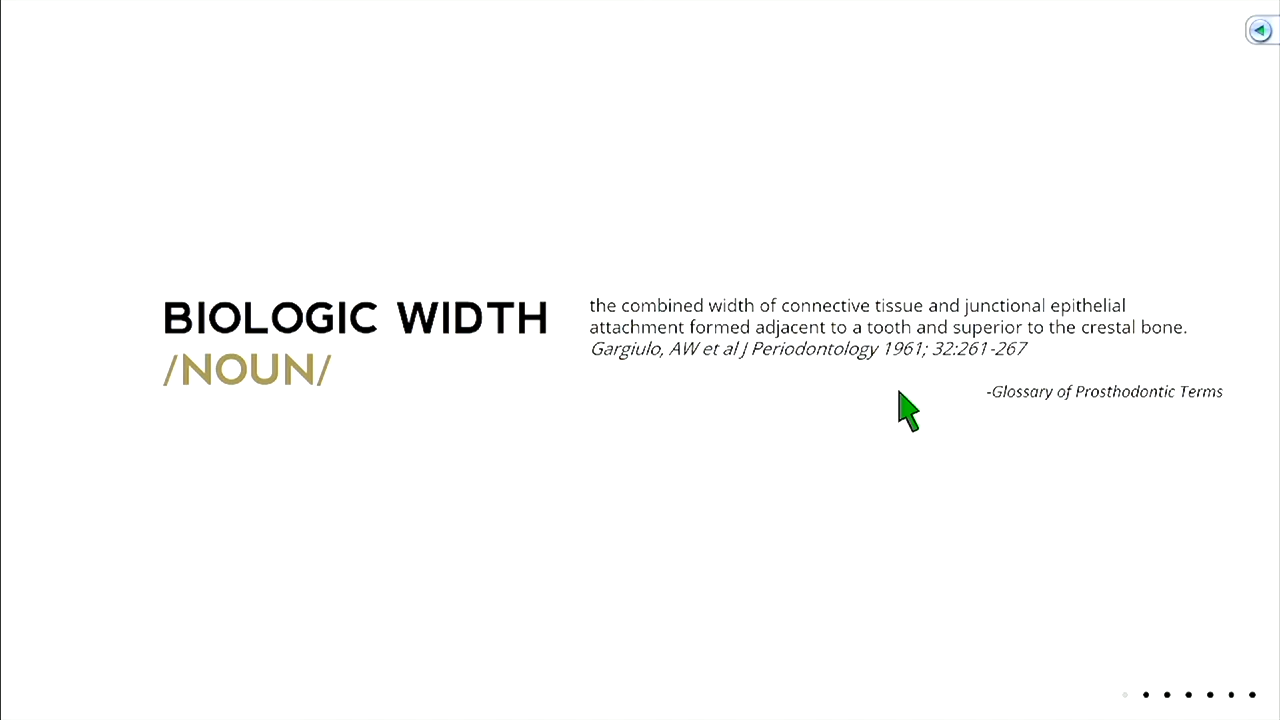 BIOLOGIC WIDTH
/NOUN/
the combined width of connective tissue and junctional epithelial
attachment formed adjacent to a tooth and superior to the crestal bone.
Gargiulo, AW et al J Periodontology 1961; 32:261-267
-Glossary of Prosthodontic Terms